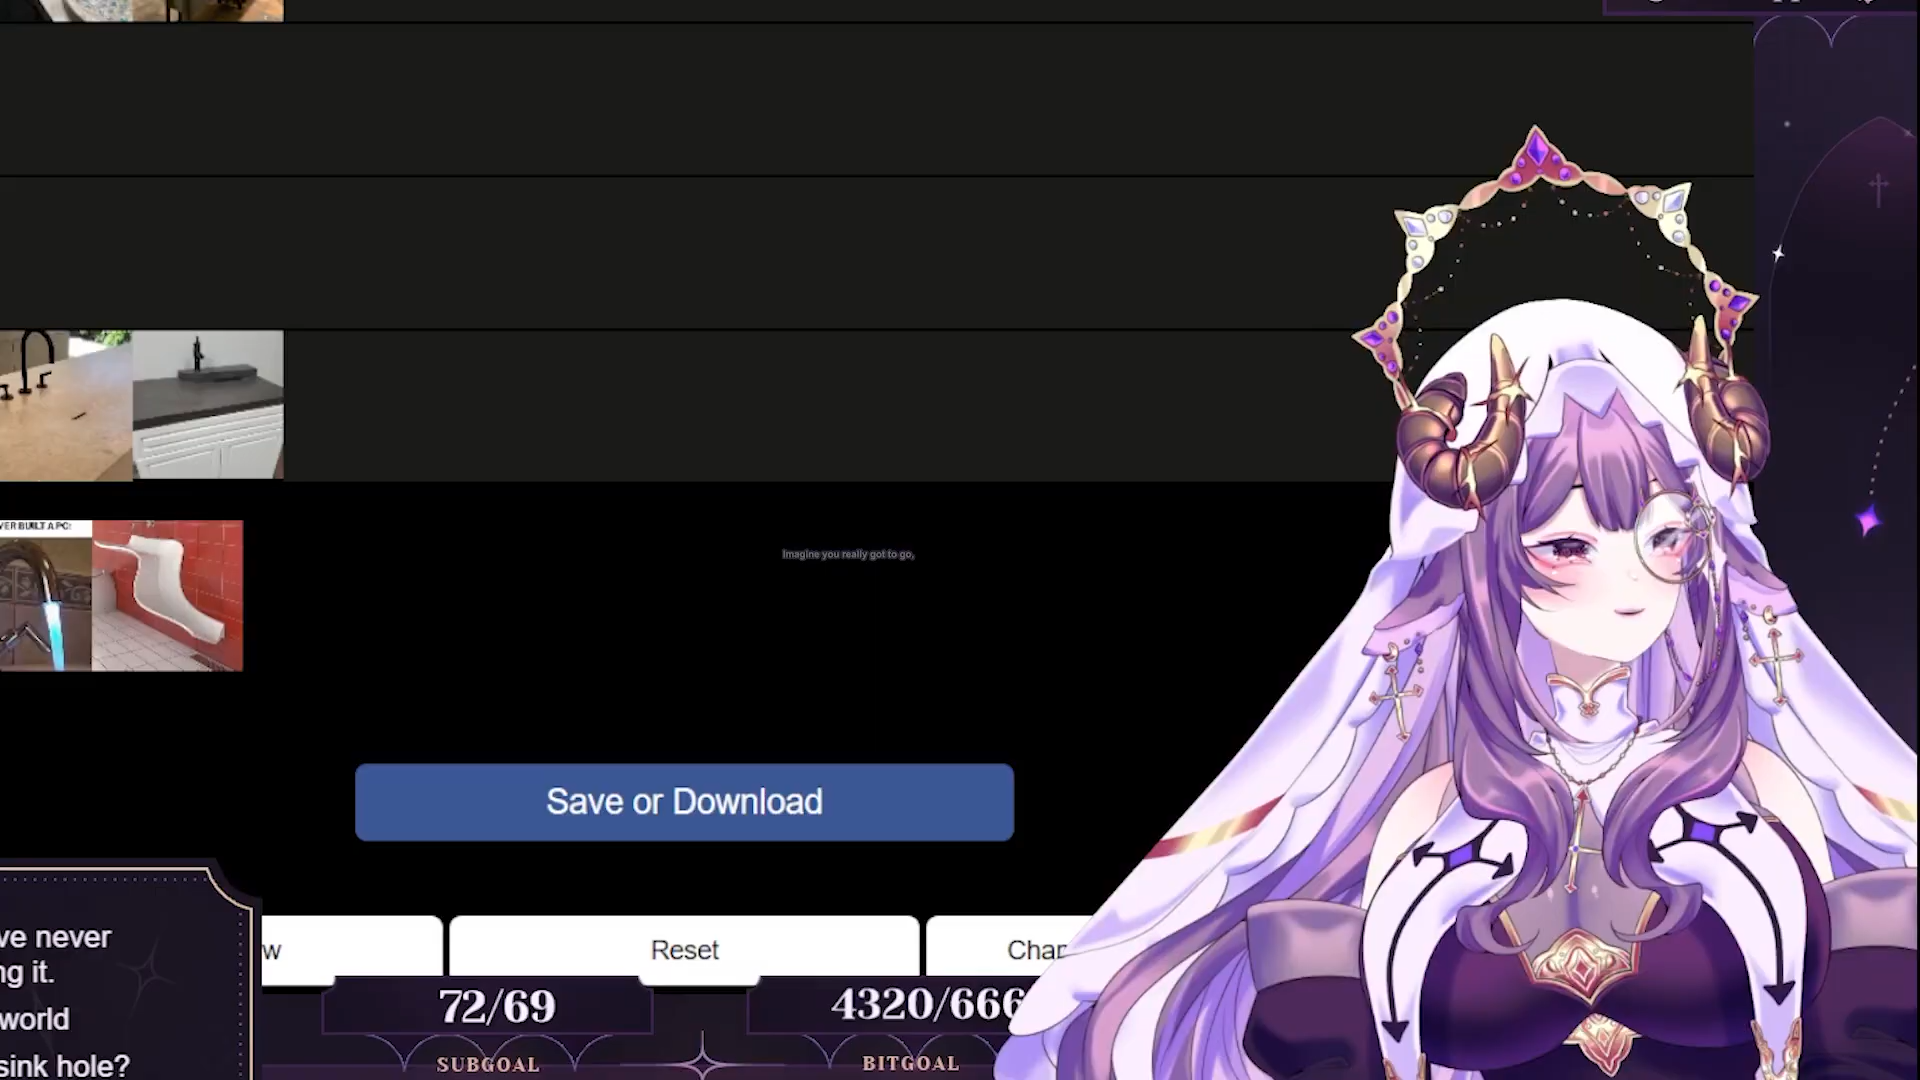 VER BUILT A PC:
Imagine you really got to go,
Save or Download
ve never
ng it.
world
sink hole?
w
Reset
Char
72/69
4320/666
SUBGOAL
BITGOAL